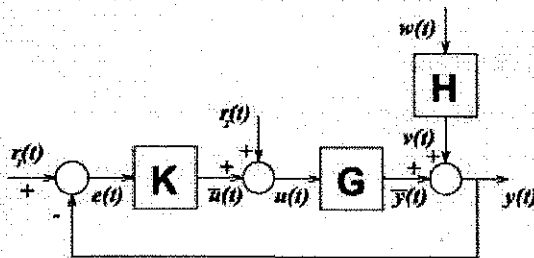 w(t)
H
r₂(t)
v(t)
r₁(t)
+
+
+
+
+
K
G
e(t)
ū(t)
u(t)
ȳ(t)
y(t)
-